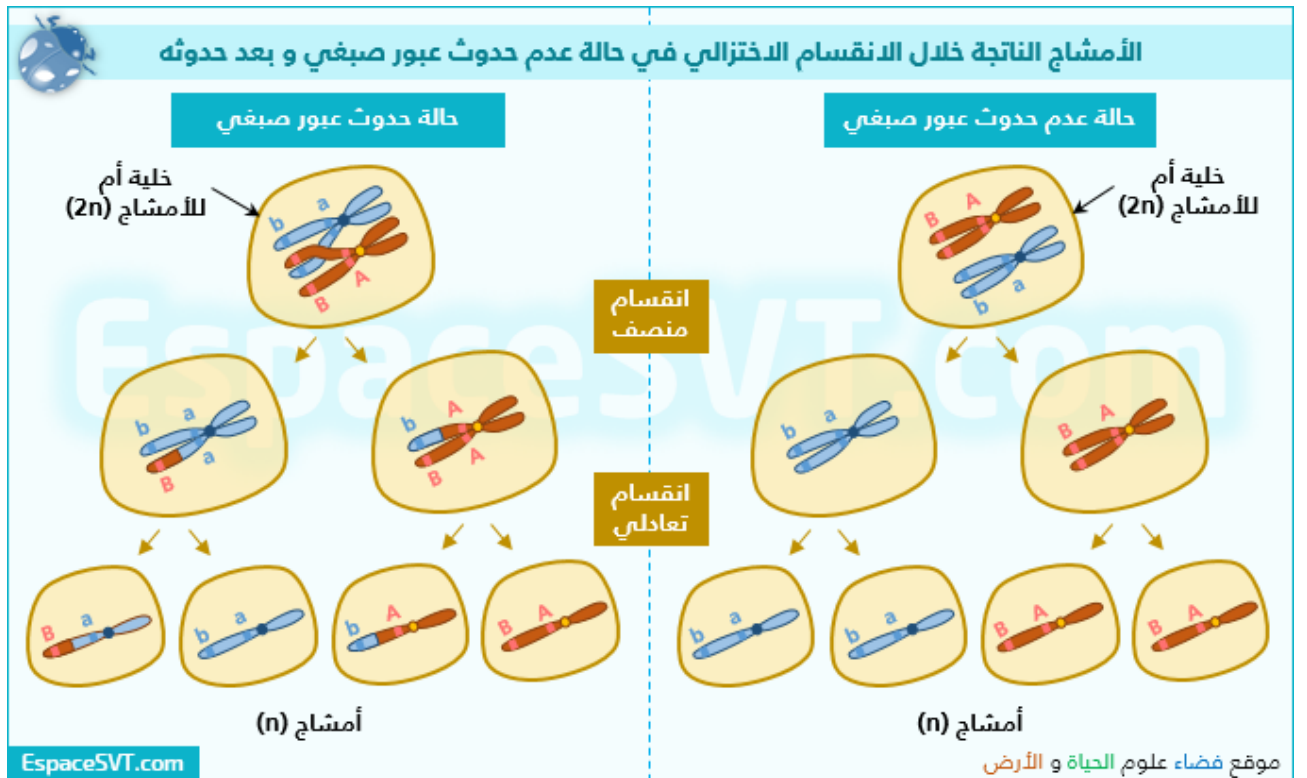 الأمشاج الناتجة خلال الانقسام الاختزالي في حالة عدم حدوث عبور صبغي و بعد حدوثه
حالة عدم حدوث عبور صبغي
حالة حدوث عبور صبغي
خلية أم
للأمشاج (2n)
B A
b a
خلية أم
للأمشاج (2n)
b a
B A
انقسام
منصف
B A
b a
b A
B A
b a
B a
انقسام
تعادلي
B A
B A
b a
b a
B A
b A
b a
B a
أمشاج (n)
أمشاج (n)
EspaceSVT.com
موقع فضاء علوم الحياة و الأرض
EspaceSVT.com